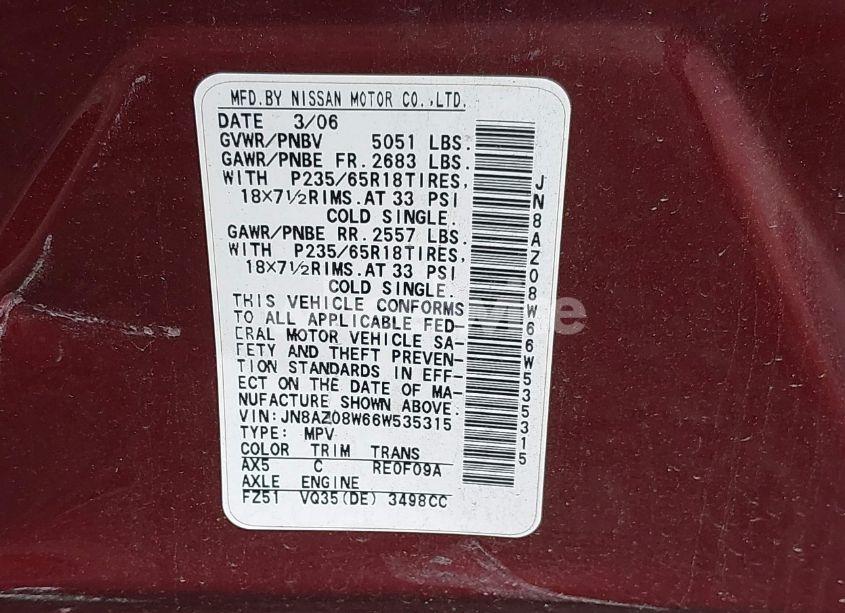 MFD.BY NISSAN MOTOR CO.,LTD.
DATE 3/06
GVWR/PNBV 5051 LBS.
GAWR/PNBE FR. 2683 LBS.
WITH P235/65R18TIRES,
18×7½RIMS.AT 33 PSI
COLD SINGLE.
GAWR/PNBE RR. 2557 LBS.
WITH P235/65R18TIRES,
18×7½RIMS.AT 33 PSI
COLD SINGLE.
THIS VEHICLE CONFORMS
TO ALL APPLICABLE FED-
ERAL MOTOR VEHICLE SA-
FETY AND THEFT PREVEN-
TION STANDARDS IN EFF-
ECT ON THE DATE OF MA-
NUFACTURE SHOWN ABOVE.
VIN:JN8AZ08W66W535315
TYPE: MPV
COLOR TRIM TRANS
AX5 C RE0F09A
AXLE ENGINE
FZ51 VQ35(DE) 3498CC
JN8AZ08W66W535315